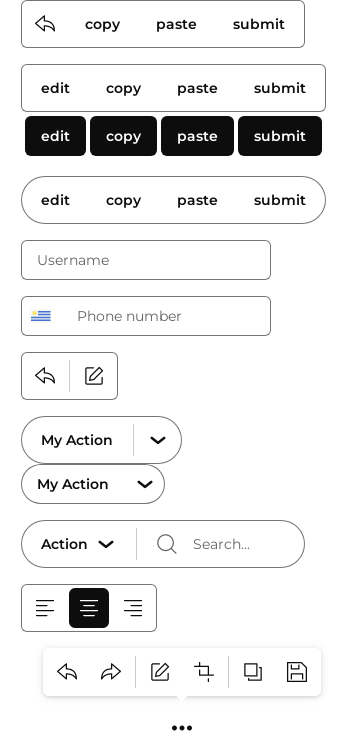 copy paste submit
edit copy paste submit
edit copy paste submit
edit copy paste submit
Username
Phone number
My Action
My Action
Action Search...